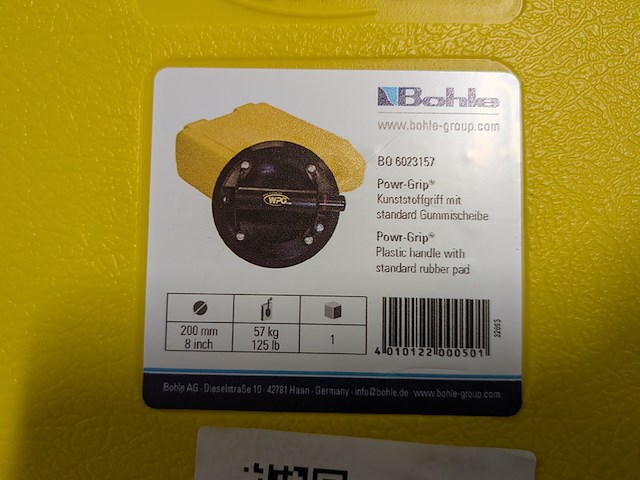 Bohle
www.bohle-group.com
BO 6023157
Powr-Grip®
Kunststoffgriff mit
standard Gummischeibe
Powr-Grip®
Plastic handle with
standard rubber pad
WPG
200 mm
8 inch
57 kg
125 lb
1
4 010122 000501
32663
Bohle AG · Dieselstraße 10 · 42781 Haan · Germany · info@bohle.de · www.bohle-group.com